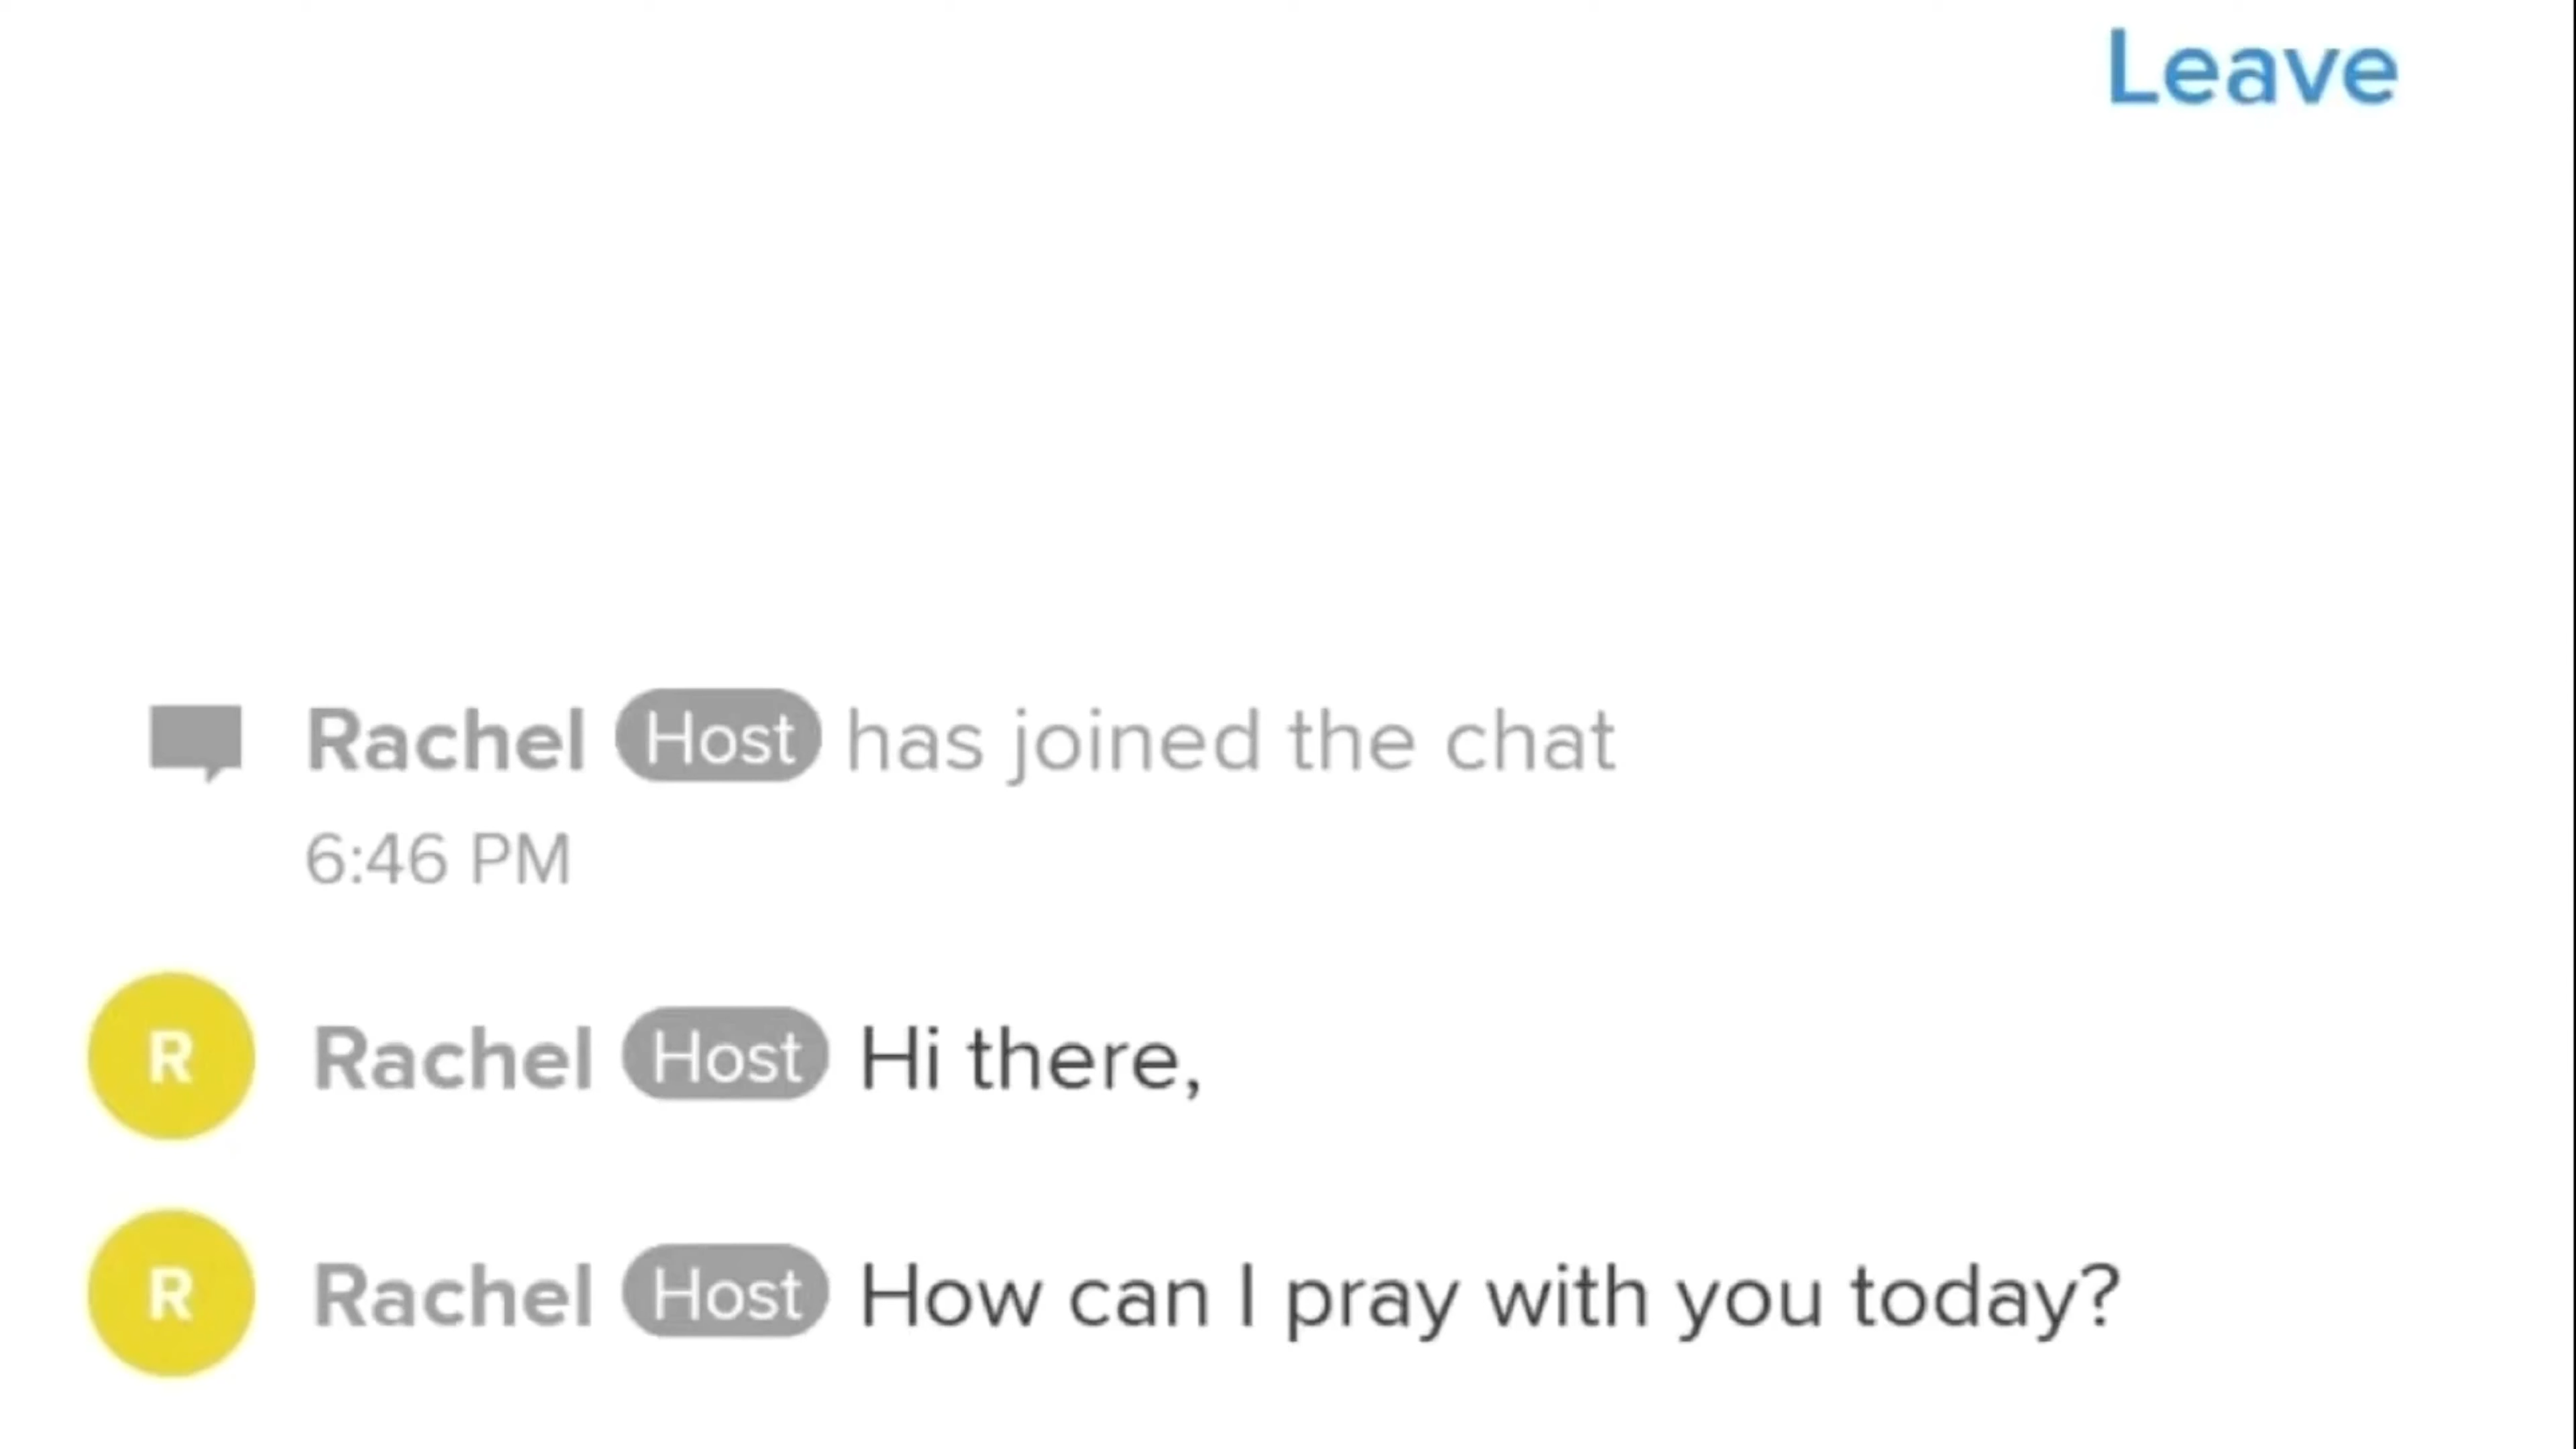 Leave
Rachel Host has joined the chat
6:46 PM
R Rachel Host Hi there,
R Rachel Host How can I pray with you today?